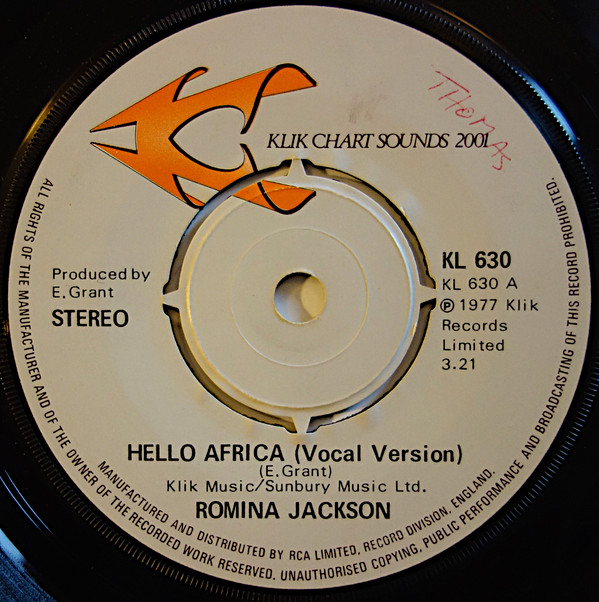 THOMAS
KLIK CHART SOUNDS 2001
Produced by
E.Grant
STEREO
KL 630
KL 630 A
℗ 1977 Klik
Records
Limited
3.21
HELLO AFRICA (Vocal Version)
(E.Grant)
Klik Music/Sunbury Music Ltd.
ROMINA JACKSON
MANUFACTURED AND DISTRIBUTED BY RCA LIMITED, RECORD DIVISION, ENGLAND.
ALL RIGHTS OF THE MANUFACTURER AND OF THE OWNER OF THE RECORDED WORK RESERVED. UNAUTHORISED COPYING, PUBLIC PERFORMANCE AND BROADCASTING OF THIS RECORD PROHIBITED.